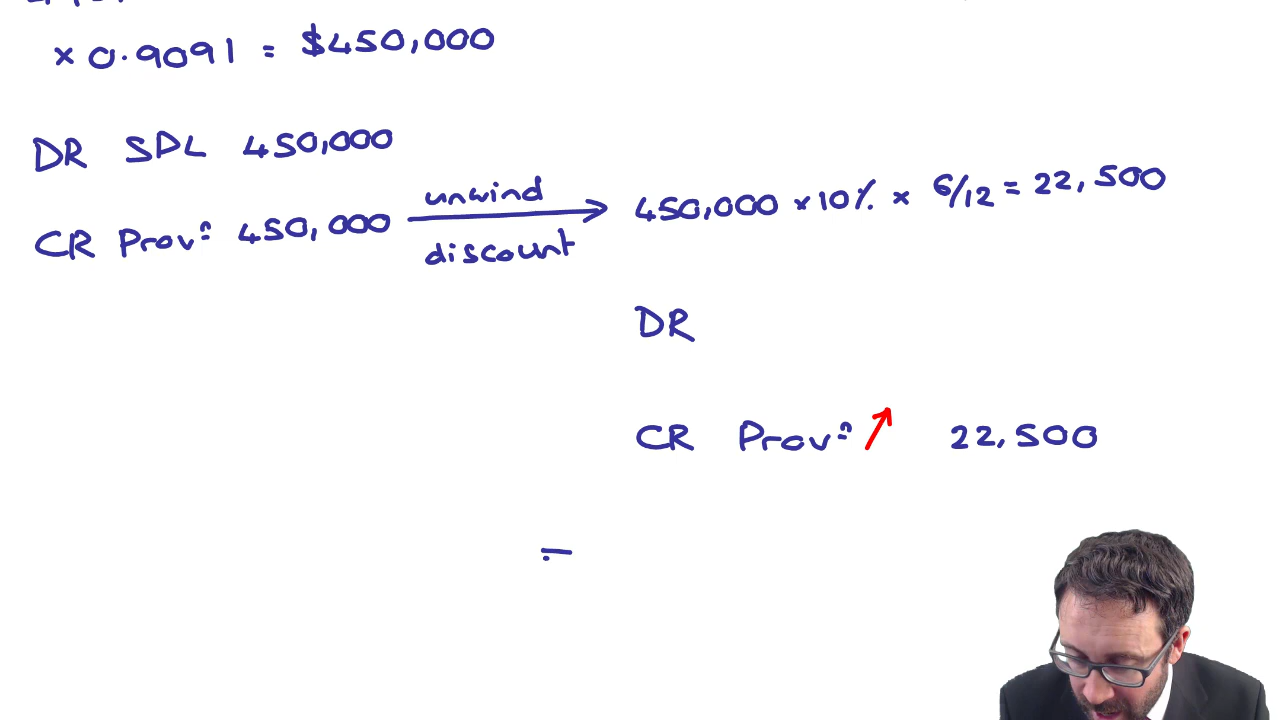 × 0.9091 = $450,000
DR SDL 450,000
CR Provⁿ 450,000
unwind
discount
450,000 × 10% × 6/12 = 22,500
DR
CR Provⁿ 22,500